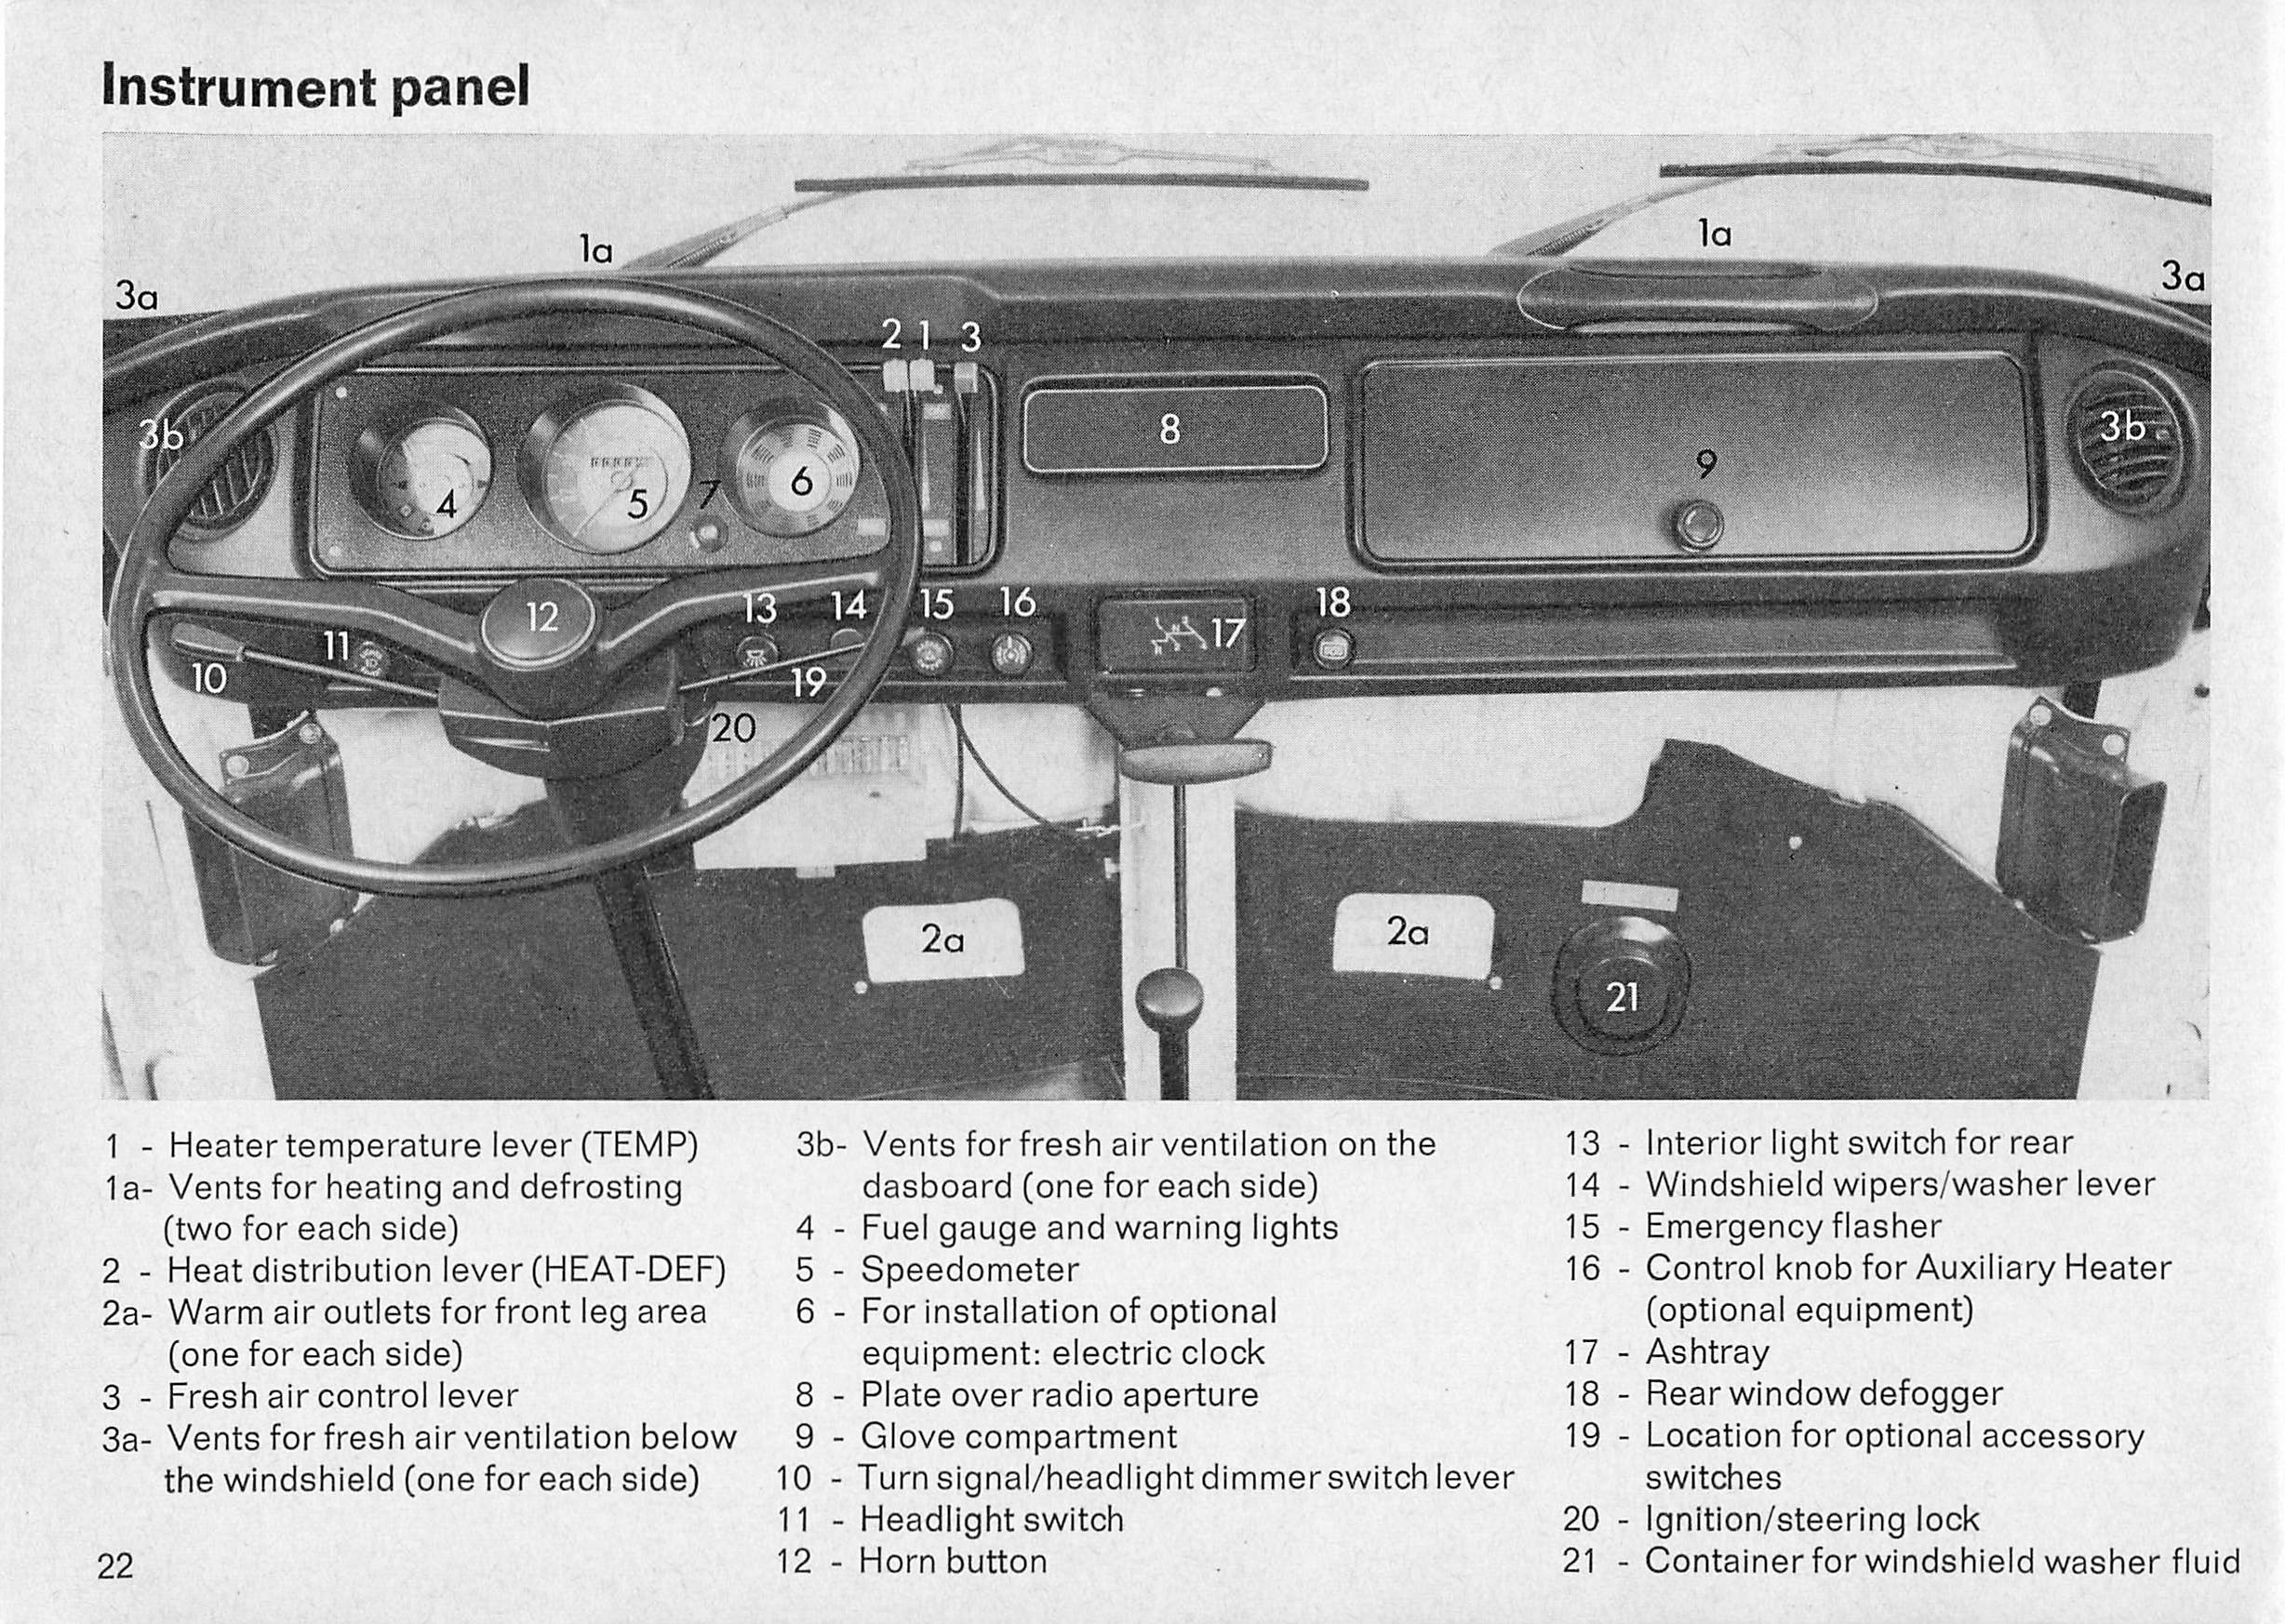 Instrument panel
1a
1a
3a
3a
2 1 3
3b
8
3b
4
5
7
6
9
12
13
14
15
16
18
11
17
10
19
20
2a
2a
21
1 - Heater temperature lever (TEMP)
1a- Vents for heating and defrosting
(two for each side)
2 - Heat distribution lever (HEAT-DEF)
2a- Warm air outlets for front leg area
(one for each side)
3 - Fresh air control lever
3a- Vents for fresh air ventilation below
the windshield (one for each side)
3b- Vents for fresh air ventilation on the
dasboard (one for each side)
4 - Fuel gauge and warning lights
5 - Speedometer
6 - For installation of optional
equipment: electric clock
8 - Plate over radio aperture
9 - Glove compartment
10 - Turn signal/headlight dimmer switch lever
11 - Headlight switch
12 - Horn button
13 - Interior light switch for rear
14 - Windshield wipers/washer lever
15 - Emergency flasher
16 - Control knob for Auxiliary Heater
(optional equipment)
17 - Ashtray
18 - Rear window defogger
19 - Location for optional accessory
switches
20 - Ignition/steering lock
21 - Container for windshield washer fluid
22